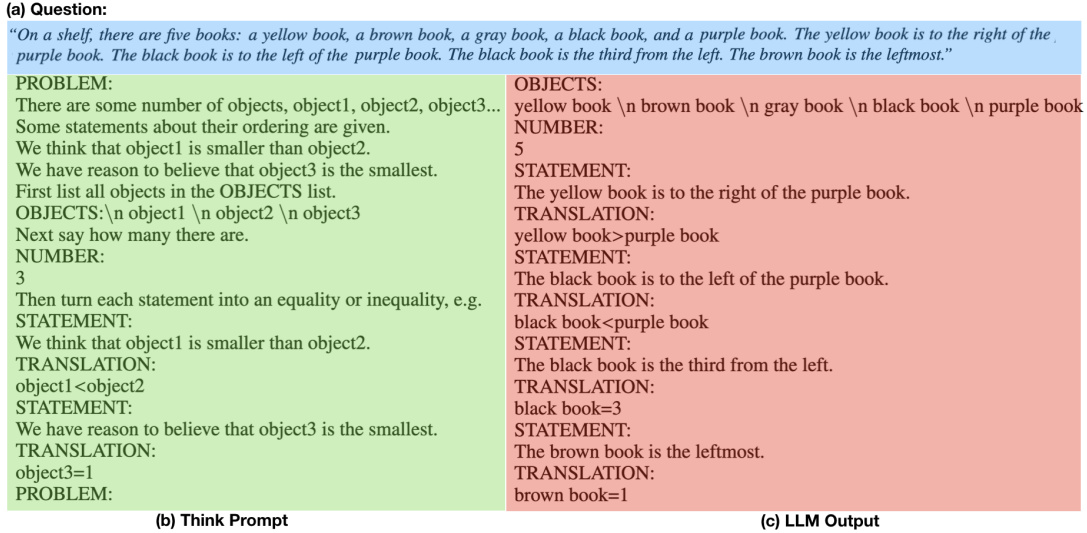 (a) Question:
“On a shelf, there are five books: a yellow book, a brown book, a gray book, a black book, and a purple book. The yellow book is to the right of the
purple book. The black book is to the left of the purple book. The black book is the third from the left. The brown book is the leftmost.”
PROBLEM:
There are some number of objects, object1, object2, object3...
Some statements about their ordering are given.
We think that object1 is smaller than object2.
We have reason to believe that object3 is the smallest.
First list all objects in the OBJECTS list.
OBJECTS:\n object1 \n object2 \n object3
Next say how many there are.
NUMBER:
3
Then turn each statement into an equality or inequality, e.g.
STATEMENT:
We think that object1 is smaller than object2.
TRANSLATION:
object1<object2
STATEMENT:
We have reason to believe that object3 is the smallest.
TRANSLATION:
object3=1
PROBLEM:
(b) Think Prompt
OBJECTS:
yellow book \n brown book \n gray book \n black book \n purple book
NUMBER:
5
STATEMENT:
The yellow book is to the right of the purple book.
TRANSLATION:
yellow book>purple book
STATEMENT:
The black book is to the left of the purple book.
TRANSLATION:
black book<purple book
STATEMENT:
The black book is the third from the left.
TRANSLATION:
black book=3
STATEMENT:
The brown book is the leftmost.
TRANSLATION:
brown book=1
(c) LLM Output